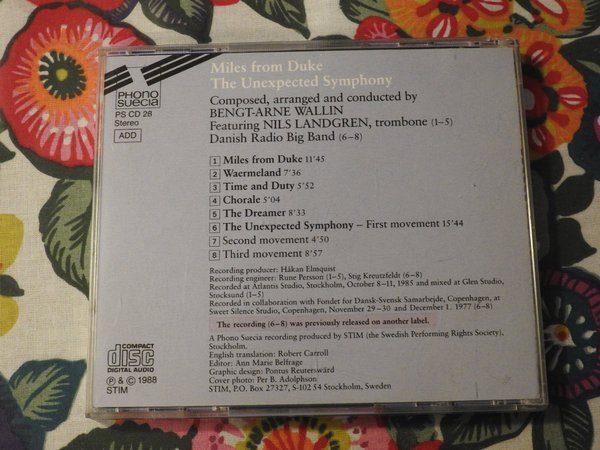 PHONO
SUECIA
PS CD 28
Stereo
ADD
Miles from Duke
The Unexpected Symphony
Composed, arranged and conducted by
BENGT-ARNE WALLIN
Featuring NILS LANDGREN, trombone (1–5)
Danish Radio Big Band (6–8)
1 Miles from Duke 11'45
2 Waermeland 7'36
3 Time and Duty 5'52
4 Chorale 5'04
5 The Dreamer 8'33
6 The Unexpected Symphony – First movement 15'44
7 Second movement 4'50
8 Third movement 8'57
Recording producer: Håkan Elmquist
Recording engineer: Rune Persson (1–5), Stig Kreutzfeldt (6–8)
Recorded at Atlantis Studio, Stockholm, October 8–11, 1985 and mixed at Glen Studio,
Stocksund (1–5)
Recorded in collaboration with Fondet for Dansk-Svensk Samarbejde, Copenhagen, at
Sweet Silence Studio, Copenhagen, November 29–30 and December 1. 1977 (6–8)
The recording (6–8) was previously released on another label.
A Phono Suecia recording produced by STIM (the Swedish Performing Rights Society),
Stockholm.
English translation: Robert Carroll
Editor: Ann Marie Belfrage
Graphic design: Pontus Reuterswärd
Cover photo: Per B. Adolphson
STIM, P.O. Box 27327, S-102 54 Stockholm, Sweden
COMPACT
disc
DIGITAL AUDIO
℗ & © 1988
STIM